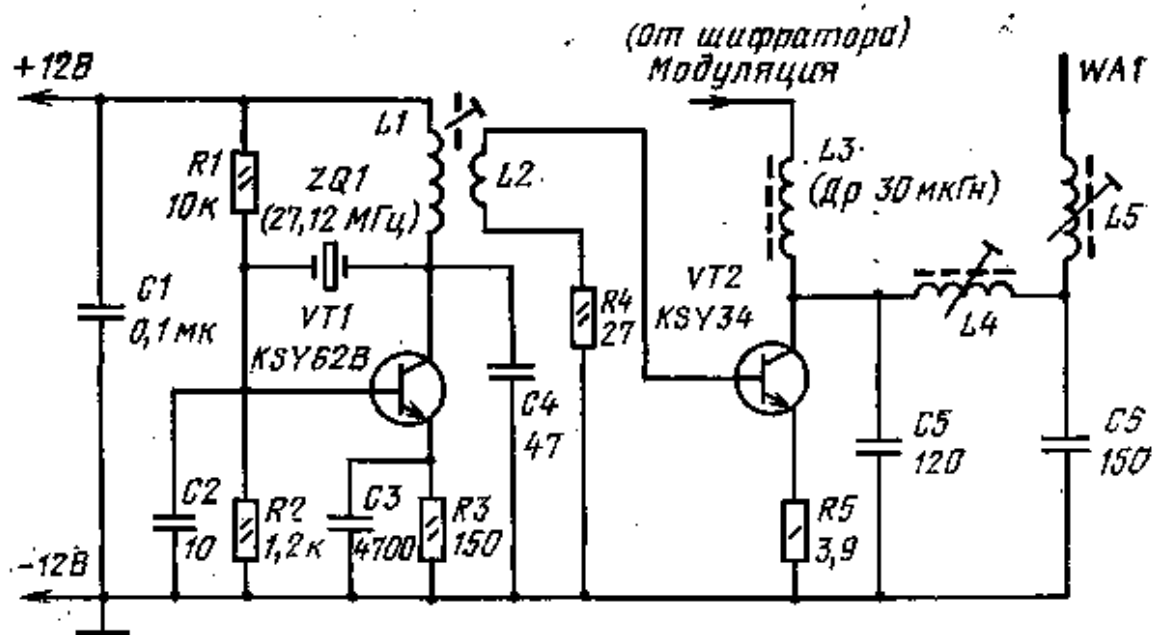 (От шифратора)
Модуляция
+12В
WA1
L1
L2
L3
(Др 30 мкГн)
R1
10к
ZQ1
(27,12 МГц)
L5
C1
0,1 мк
VT1
KSY62B
R4
27
VT2
KSY34
L4
C4
47
C5
120
C6
150
C2
10
R2
1,2к
C3
4700
R3
150
R5
3,9
-12В